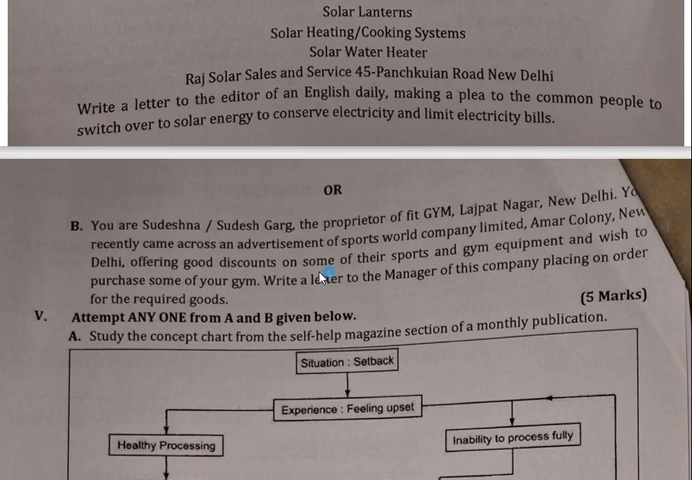 Solar Lanterns
Solar Heating/Cooking Systems
Solar Water Heater
Raj Solar Sales and Service 45-Panchkuian Road New Delhi
Write a letter to the editor of an English daily, making a plea to the common people to
switch over to solar energy to conserve electricity and limit electricity bills.
OR
B. You are Sudeshna / Sudesh Garg, the proprietor of fit GYM, Lajpat Nagar, New Delhi.
recently came across an advertisement of sports world company limited, Amar Colony, New
Delhi, offering good discounts on some of their sports and gym equipment and wish to
purchase some of your gym. Write a letter to the Manager of this company placing on order
for the required goods.
(5 Marks)
V. Attempt ANY ONE from A and B given below.
A. Study the concept chart from the self-help magazine section of a monthly publication.
Situation : Setback
Experience : Feeling upset
Healthy Processing
Inability to process fully